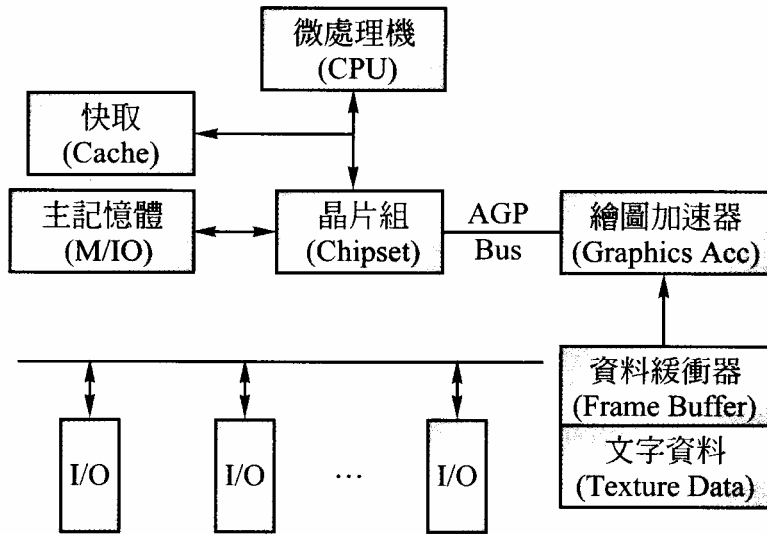 微處理機
(CPU)
快取
(Cache)
主記憶體
(M/IO)
晶片組
(Chipset)
AGP
Bus
繪圖加速器
(Graphics Acc)
資料緩衝器
(Frame Buffer)
文字資料
(Texture Data)
I/O
I/O
...
I/O